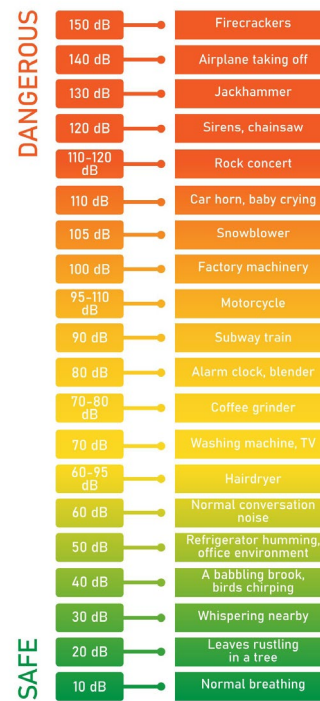 DANGEROUS
150 dB
Firecrackers
140 dB
Airplane taking off
130 dB
Jackhammer
120 dB
Sirens, chainsaw
110-120
dB
Rock concert
110 dB
Car horn, baby crying
105 dB
Snowblower
100 dB
Factory machinery
95-110
dB
Motorcycle
90 dB
Subway train
80 dB
Alarm clock, blender
70-80
dB
Coffee grinder
70 dB
Washing machine, TV
60-95
dB
Hairdryer
60 dB
Normal conversation
noise
50 dB
Refrigerator humming,
office environment
40 dB
A babbling brook,
birds chirping
30 dB
Whispering nearby
20 dB
Leaves rustling
in a tree
10 dB
Normal breathing
SAFE